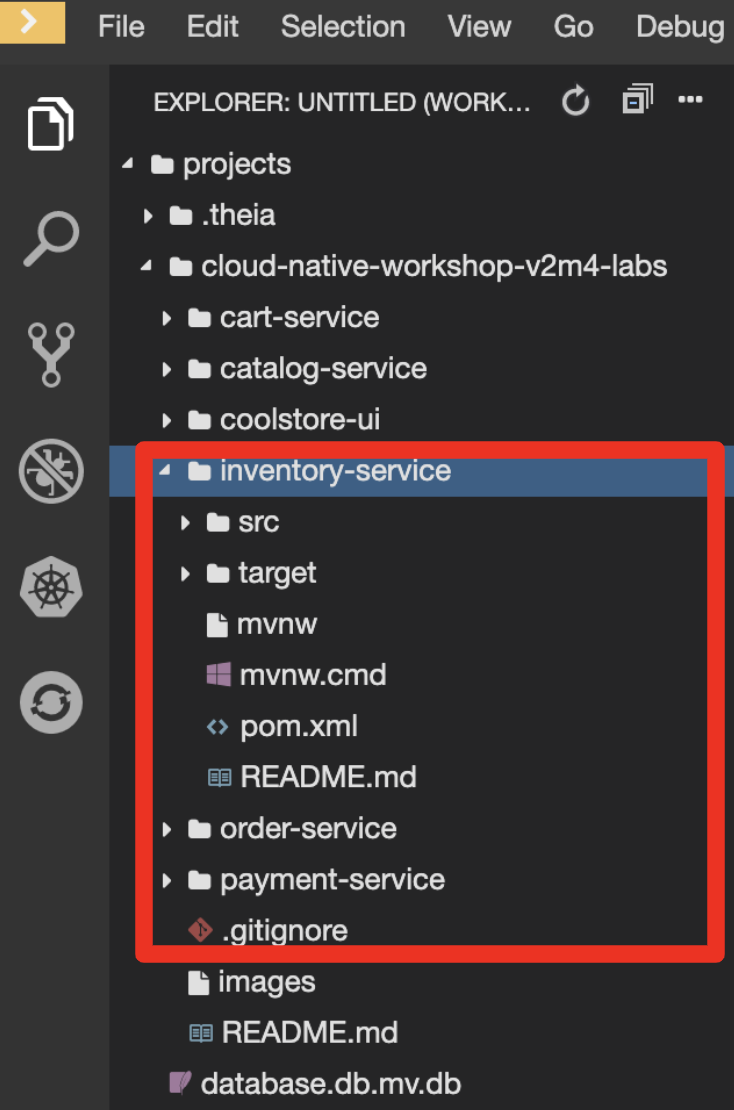 File Edit Selection View Go Debug
EXPLORER: UNTITLED (WORK...
projects
.theia
cloud-native-workshop-v2m4-labs
cart-service
catalog-service
coolstore-ui
inventory-service
src
target
mvnw
mvnw.cmd
pom.xml
README.md
order-service
payment-service
.gitignore
images
README.md
database.db.mv.db